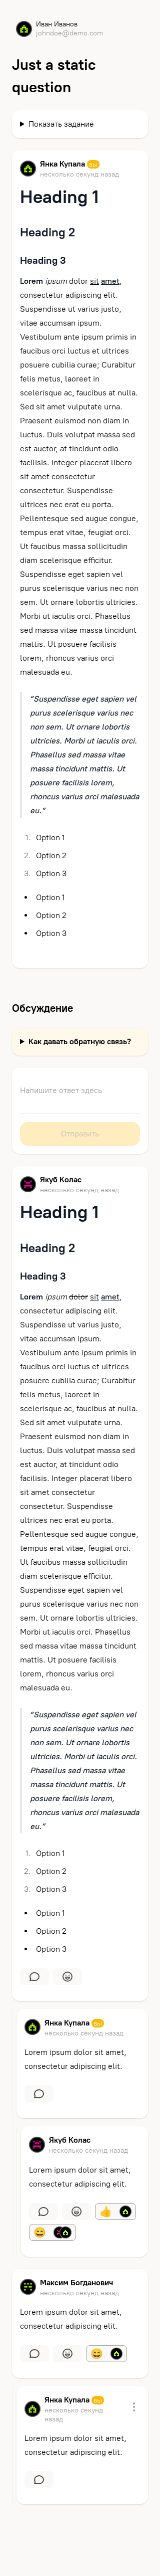 Иван Иванов
johndoe@demo.com
Just a static
question
Показать задание
Янка Купала Вы
несколько секунд назад
Heading 1
Heading 2
Heading 3
Lorem ipsum dolor sit amet,
consectetur adipiscing elit.
Suspendisse ut varius justo,
vitae accumsan ipsum.
Vestibulum ante ipsum primis in
faucibus orci luctus et ultrices
posuere cubilia curae; Curabitur
felis metus, laoreet in
scelerisque ac, faucibus at nulla.
Sed sit amet vulputate urna.
Praesent euismod non diam in
luctus. Duis volutpat massa sed
est auctor, at tincidunt odio
facilisis. Integer placerat libero
sit amet consectetur
consectetur. Suspendisse
ultrices nec erat eu porta.
Pellentesque sed augue congue,
tempus erat vitae, feugiat orci.
Ut faucibus massa sollicitudin
diam scelerisque efficitur.
Suspendisse eget sapien vel
purus scelerisque varius nec non
sem. Ut ornare lobortis ultricies.
Morbi ut iaculis orci. Phasellus
sed massa vitae massa tincidunt
mattis. Ut posuere facilisis
lorem, rhoncus varius orci
malesuada eu.
“Suspendisse eget sapien vel
purus scelerisque varius nec
non sem. Ut ornare lobortis
ultricies. Morbi ut iaculis orci.
Phasellus sed massa vitae
massa tincidunt mattis. Ut
posuere facilisis lorem,
rhoncus varius orci malesuada
eu.“
1. Option 1
2. Option 2
3. Option 3
• Option 1
• Option 2
• Option 3
Обсуждение
Как давать обратную связь?
Напишите ответ здесь
Отправить
Якуб Колас
несколько секунд назад
Heading 1
Heading 2
Heading 3
Lorem ipsum dolor sit amet,
consectetur adipiscing elit.
Suspendisse ut varius justo,
vitae accumsan ipsum.
Vestibulum ante ipsum primis in
faucibus orci luctus et ultrices
posuere cubilia curae; Curabitur
felis metus, laoreet in
scelerisque ac, faucibus at nulla.
Sed sit amet vulputate urna.
Praesent euismod non diam in
luctus. Duis volutpat massa sed
est auctor, at tincidunt odio
facilisis. Integer placerat libero
sit amet consectetur
consectetur. Suspendisse
ultrices nec erat eu porta.
Pellentesque sed augue congue,
tempus erat vitae, feugiat orci.
Ut faucibus massa sollicitudin
diam scelerisque efficitur.
Suspendisse eget sapien vel
purus scelerisque varius nec non
sem. Ut ornare lobortis ultricies.
Morbi ut iaculis orci. Phasellus
sed massa vitae massa tincidunt
mattis. Ut posuere facilisis
lorem, rhoncus varius orci
malesuada eu.
“Suspendisse eget sapien vel
purus scelerisque varius nec
non sem. Ut ornare lobortis
ultricies. Morbi ut iaculis orci.
Phasellus sed massa vitae
massa tincidunt mattis. Ut
posuere facilisis lorem,
rhoncus varius orci malesuada
eu.“
1. Option 1
2. Option 2
3. Option 3
• Option 1
• Option 2
• Option 3
Янка Купала Вы
несколько секунд назад
Lorem ipsum dolor sit amet,
consectetur adipiscing elit.
Якуб Колас
несколько секунд назад
Lorem ipsum dolor sit amet,
consectetur adipiscing elit.
Максим Богданович
несколько секунд назад
Lorem ipsum dolor sit amet,
consectetur adipiscing elit.
Янка Купала Вы
несколько секунд
назад
Lorem ipsum dolor sit amet,
consectetur adipiscing elit.